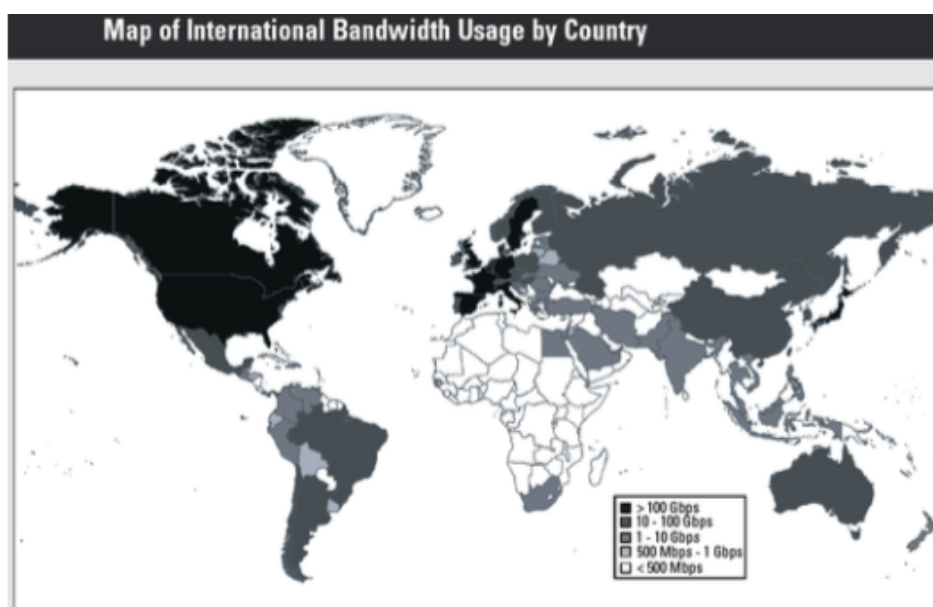 Map of International Bandwidth Usage by Country
> 100 Gbps
10 - 100 Gbps
1 - 10 Gbps
500 Mbps - 1 Gbps
< 500 Mbps